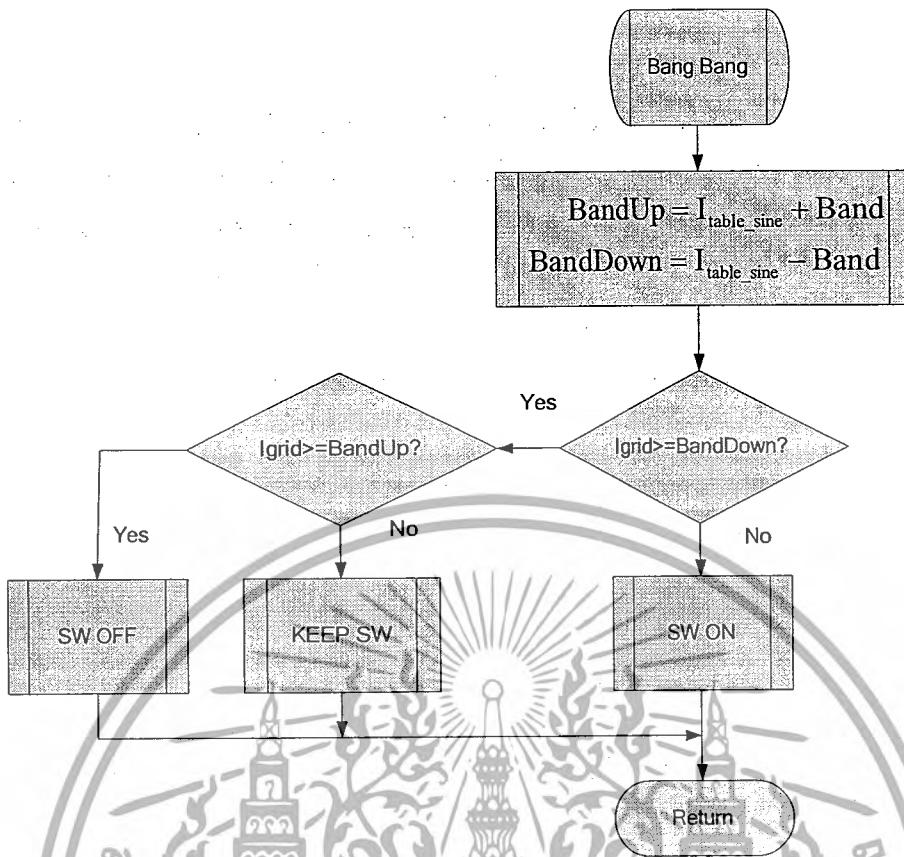 Bang Bang
BandUp = I_table_sine + Band
BandDown = I_table_sine − Band
Yes
Igrid>=BandUp?
Igrid>=BandDown?
Yes
No
No
SW OFF
KEEP SW
SW ON
Return